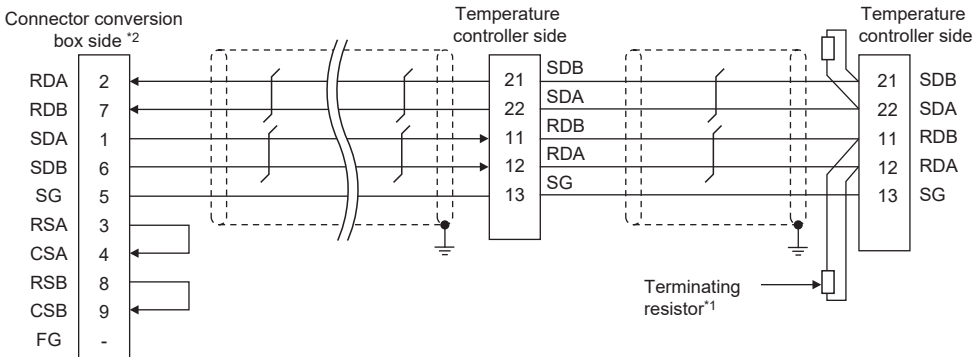 Connector conversion
box side *2
Temperature
controller side
Temperature
controller side
RDA 2
RDB 7
SDA 1
SDB 6
SG 5
RSA 3
CSA 4
RSB 8
CSB 9
FG -
21 SDB
22 SDA
11 RDB
12 RDA
13 SG
21 SDB
22 SDA
11 RDB
12 RDA
13 SG
Terminating
resistor*1